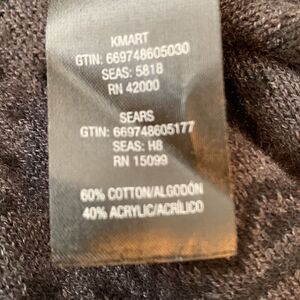 KMART
GTIN: 669748605030
SEAS: 5818
RN 42000
SEARS
GTIN: 669748605177
SEAS: H8
RN 15099
60% COTTON/ALGODÓN
40% ACRYLIC/ACRÍLICO